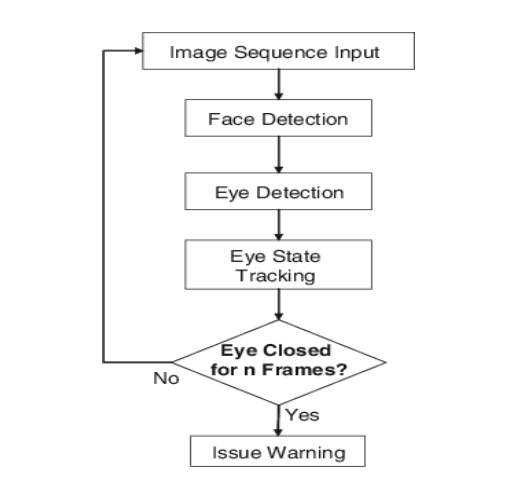 Image Sequence Input
Face Detection
Eye Detection
Eye State
Tracking
Eye Closed
for n Frames?
No
Yes
Issue Warning